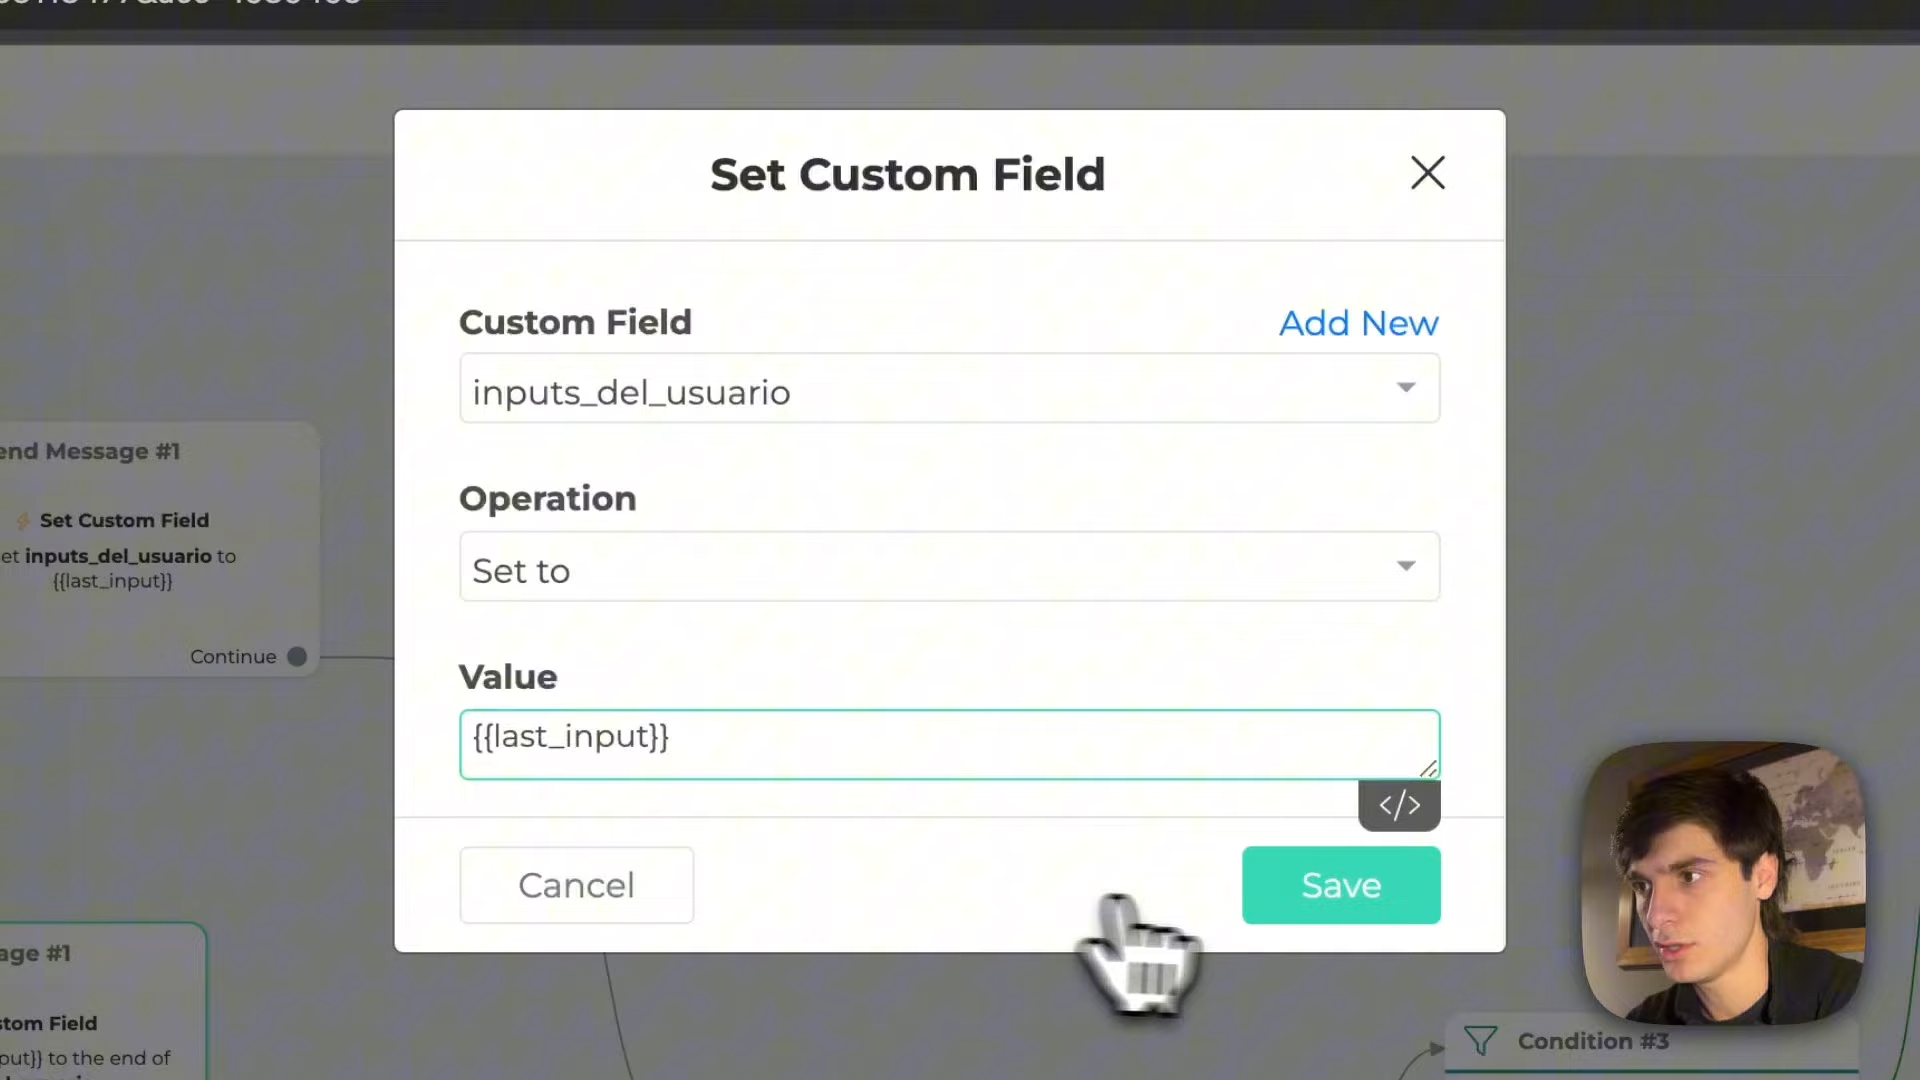 Set Custom Field
Custom Field
Add New
inputs_del_usuario
Operation
Set to
Value
{{last_input}}
</>
Cancel
Save
end Message #1
Set Custom Field
et inputs_del_usuario to
{{last_input}}
Continue
age #1
tom Field
put}} to the end of
Condition #3